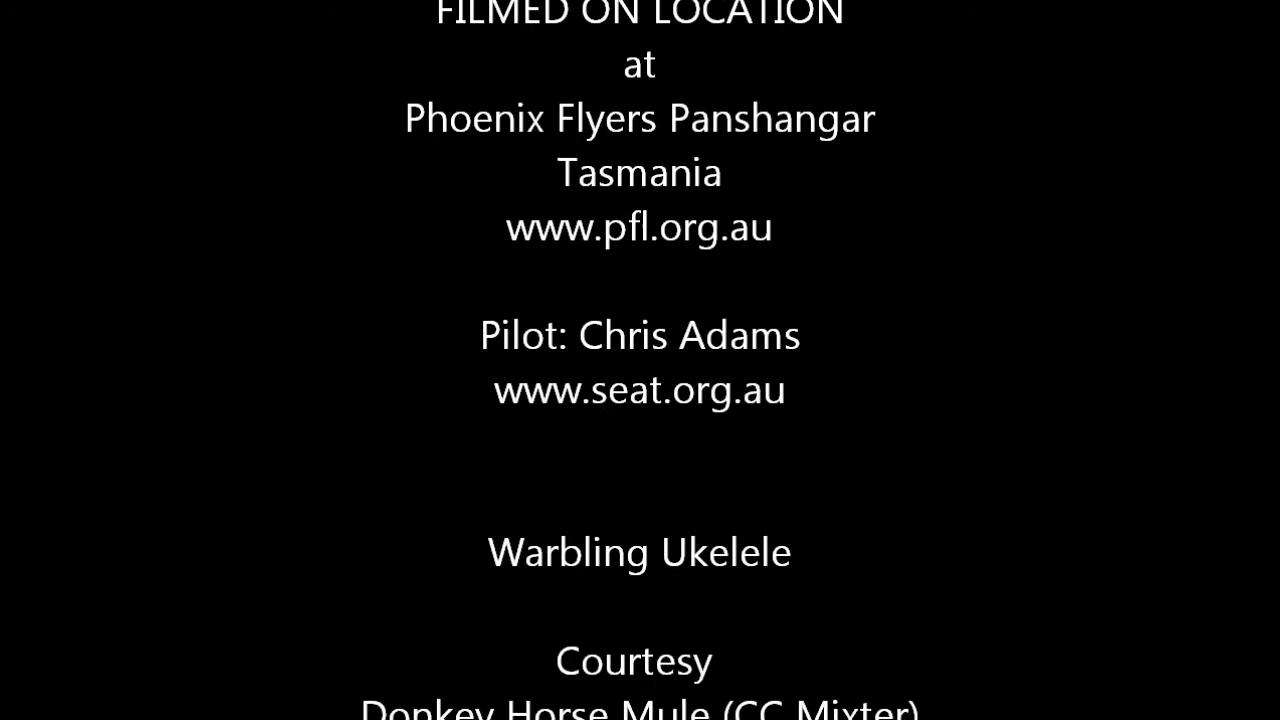 FILMED ON LOCATION
at
Phoenix Flyers Panshangar
Tasmania
www.pfl.org.au
Pilot: Chris Adams
www.seat.org.au
Warbling Ukelele
Courtesy
Donkey Horse Mule (CC Mixter)